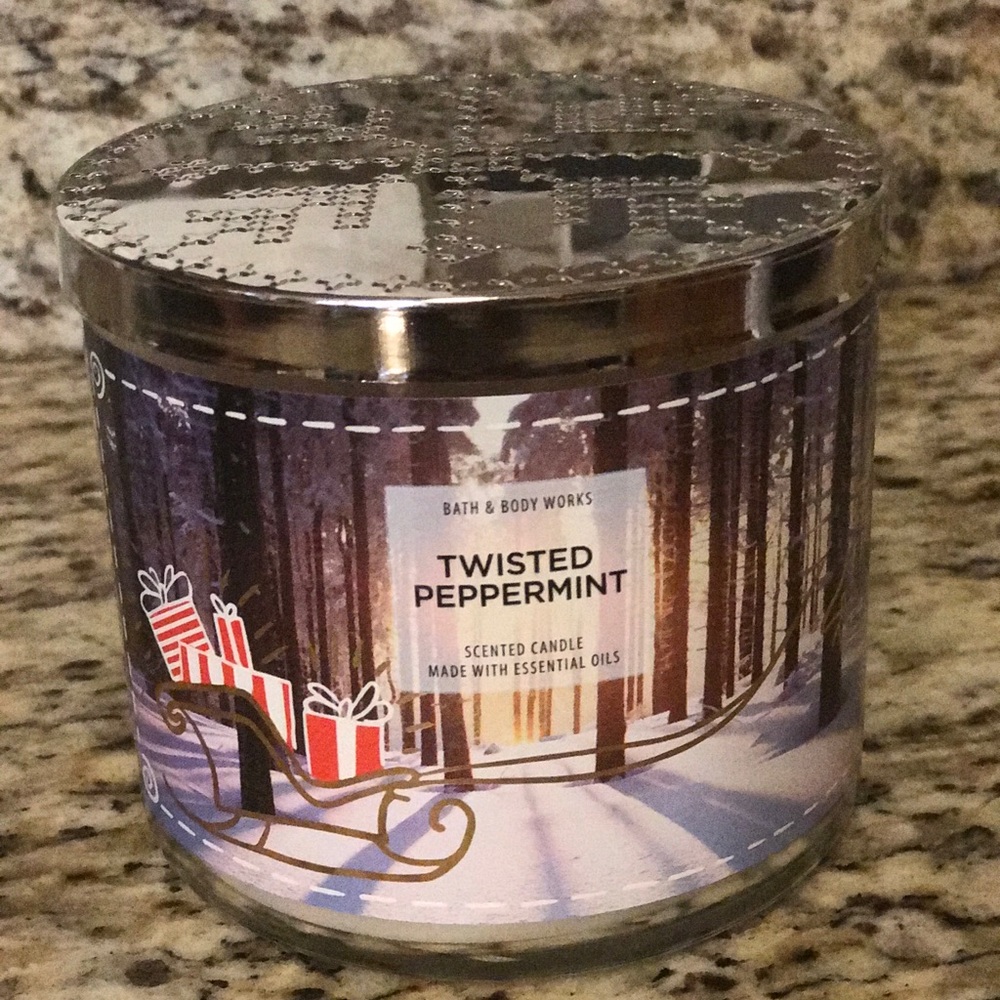 BATH & BODY WORKS
TWISTED
PEPPERMINT
SCENTED CANDLE
MADE WITH ESSENTIAL OILS